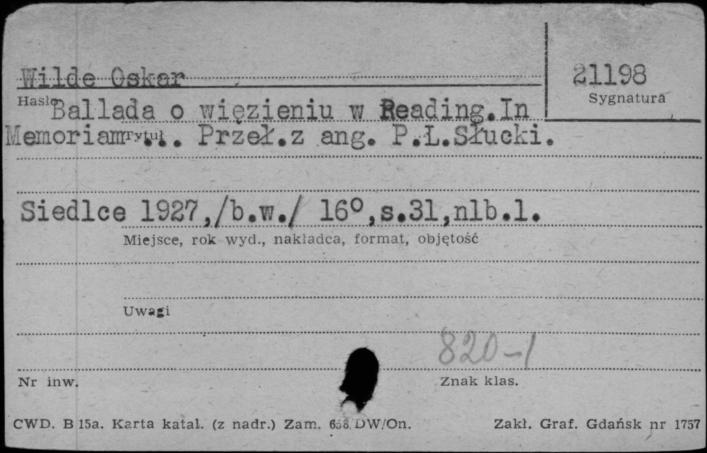 Wilde Oskar
21198
Hasło
Sygnatura
Ballada o więzieniu w Reading.In
Memoriam ... Przeł.z ang. P.L.Słucki.
Tytuł
Siedlce 1927,/b.w./ 16°,s.31,nlb.1.
Miejsce, rok wyd., nakładca, format, objętość
Uwagi
820-1
Nr inw.
Znak klas.
CWD. B 15a. Karta katal. (z nadr.) Zam. DW/On.
Zakł. Graf. Gdańsk nr 1757